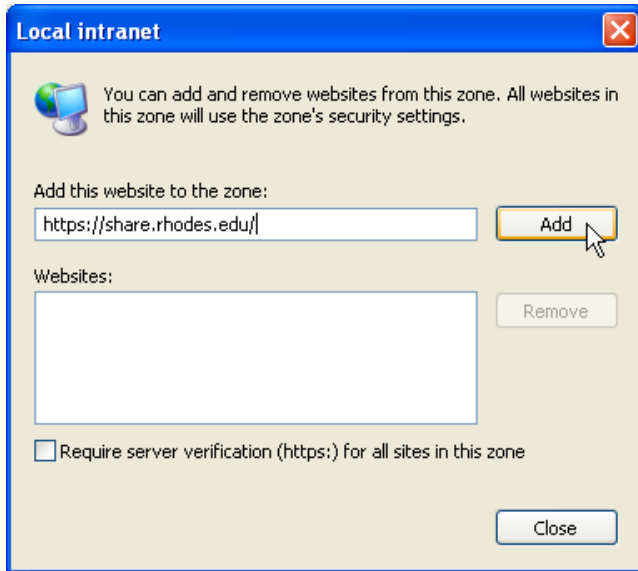 Local intranet
You can add and remove websites from this zone. All websites in
this zone will use the zone's security settings.
Add this website to the zone:
https://share.rhodes.edu/
Add
Websites:
Remove
Require server verification (https:) for all sites in this zone
Close